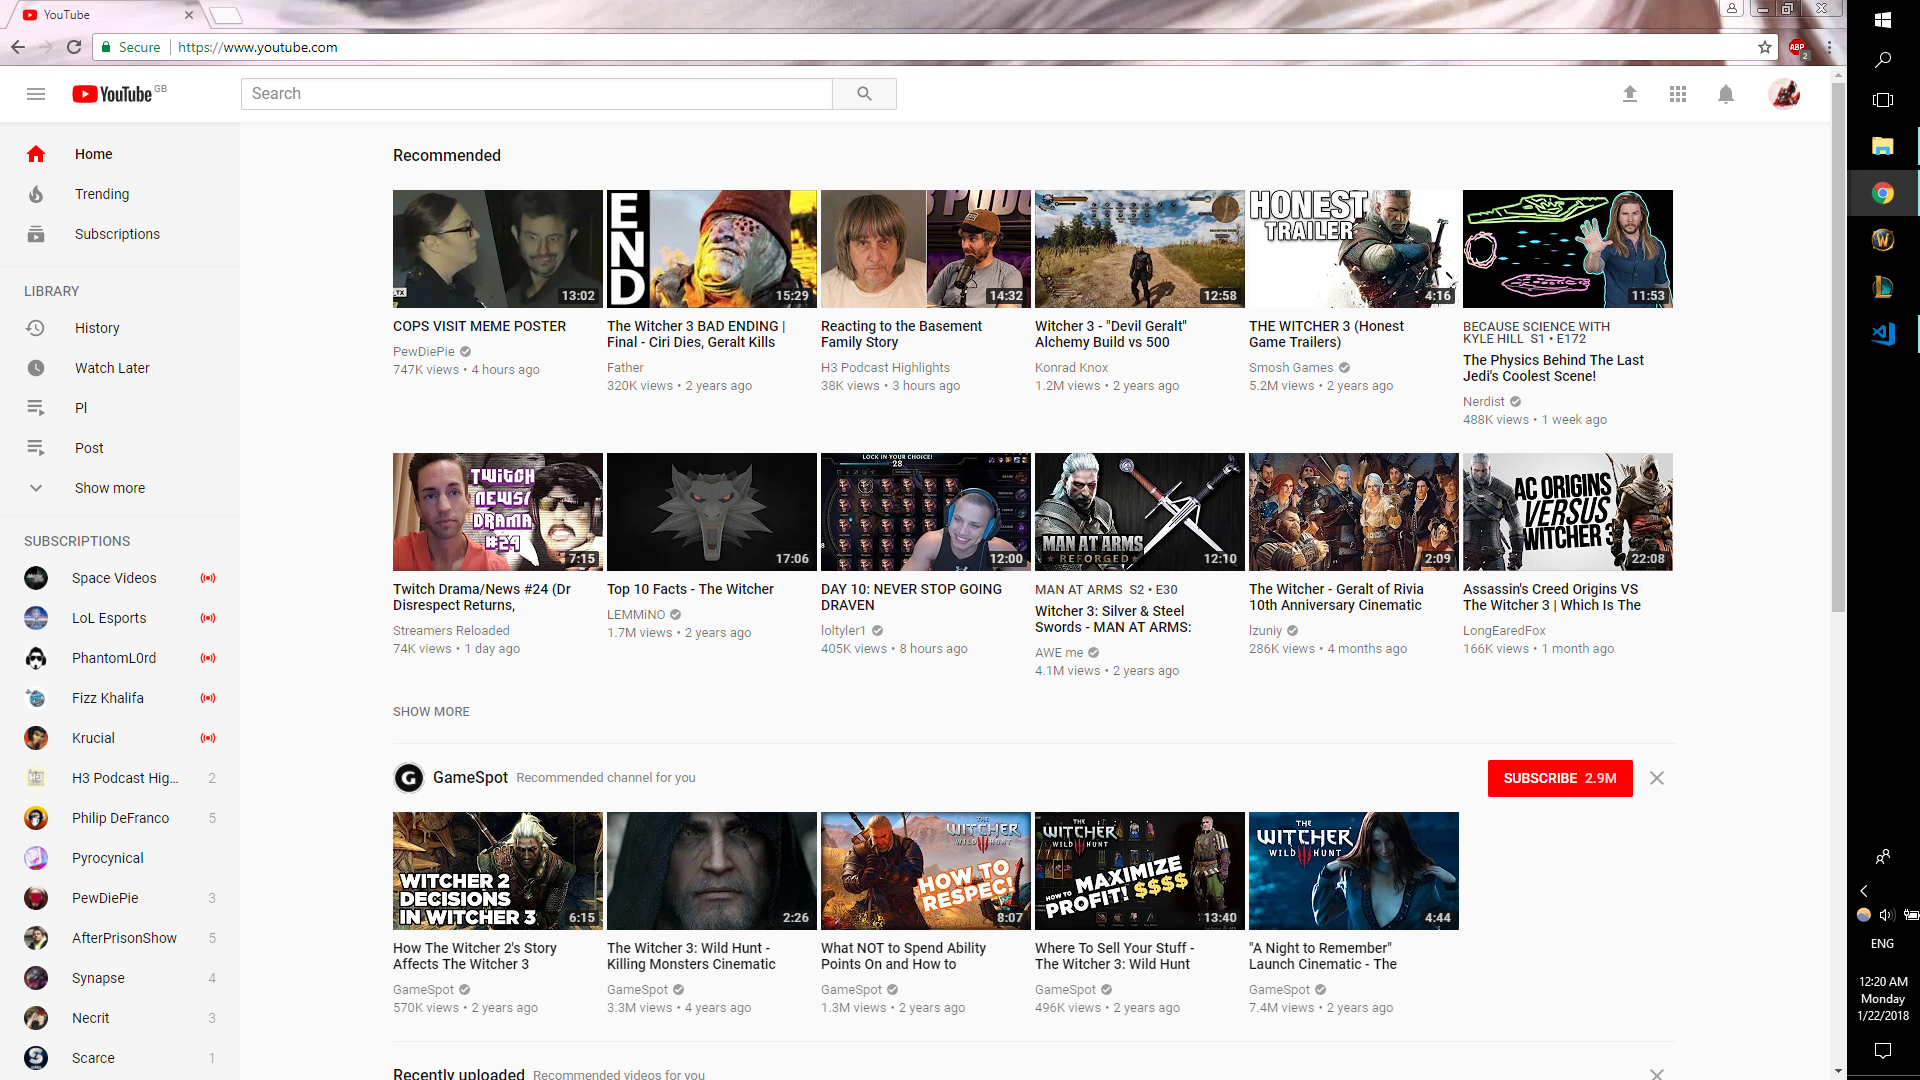 YouTube
Secure
https://www.youtube.com
ABP
2
YouTube GB
Search
Home
Trending
Subscriptions
LIBRARY
History
Watch Later
Pl
Post
Show more
SUBSCRIPTIONS
Space Videos
LoL Esports
PhantomL0rd
Fizz Khalifa
Krucial
H3 Podcast Hig... 2
Philip DeFranco 5
Pyrocynical
PewDiePie 3
AfterPrisonShow 5
Synapse 4
Necrit 3
Scarce 1
Recommended
TX
13:02
COPS VISIT MEME POSTER
PewDiePie
747K views • 4 hours ago
END
15:29
The Witcher 3 BAD ENDING |
Final - Ciri Dies, Geralt Kills
Father
320K views • 2 years ago
14:32
Reacting to the Basement
Family Story
H3 Podcast Highlights
38K views • 3 hours ago
12:58
Witcher 3 - "Devil Geralt"
Alchemy Build vs 500
Konrad Knox
1.2M views • 2 years ago
HONEST
TRAILER
4:16
THE WITCHER 3 (Honest
Game Trailers)
Smosh Games
5.2M views • 2 years ago
11:53
BECAUSE SCIENCE WITH
KYLE HILL S1 • E172
The Physics Behind The Last
Jedi's Coolest Scene!
Nerdist
488K views • 1 week ago
TWITCH
NEWS/
DRAMA
#24
7:15
Twitch Drama/News #24 (Dr
Disrespect Returns,
Streamers Reloaded
74K views • 1 day ago
17:06
Top 10 Facts - The Witcher
LEMMiNO
1.7M views • 2 years ago
LOCK IN YOUR CHOICE!
28
12:00
DAY 10: NEVER STOP GOING
DRAVEN
loltyler1
405K views • 8 hours ago
MAN AT ARMS
REFORGED
12:10
MAN AT ARMS S2 • E30
Witcher 3: Silver & Steel
Swords - MAN AT ARMS:
AWE me
4.1M views • 2 years ago
2:09
The Witcher - Geralt of Rivia
10th Anniversary Cinematic
lzuniy
286K views • 4 months ago
AC ORIGINS
VERSUS
WITCHER 3
22:08
Assassin's Creed Origins VS
The Witcher 3 | Which Is The
LongEaredFox
166K views • 1 month ago
SHOW MORE
GameSpot Recommended channel for you
SUBSCRIBE 2.9M
WITCHER 2
DECISIONS
IN WITCHER 3
6:15
How The Witcher 2's Story
Affects The Witcher 3
GameSpot
570K views • 2 years ago
2:26
The Witcher 3: Wild Hunt -
Killing Monsters Cinematic
GameSpot
3.3M views • 4 years ago
THE
WITCHER
WILD HUNT
HOW TO
RESPEC!
8:07
What NOT to Spend Ability
Points On and How to
GameSpot
1.3M views • 2 years ago
THE
WITCHER
WILD HUNT
HOW TO MAXIMIZE
PROFIT! $$$$
13:40
Where To Sell Your Stuff -
The Witcher 3: Wild Hunt
GameSpot
496K views • 2 years ago
THE
WITCHER
WILD HUNT
4:44
"A Night to Remember"
Launch Cinematic - The
GameSpot
7.4M views • 2 years ago
Recently uploaded Recommended videos for you
ENG
12:20 AM
Monday
1/22/2018